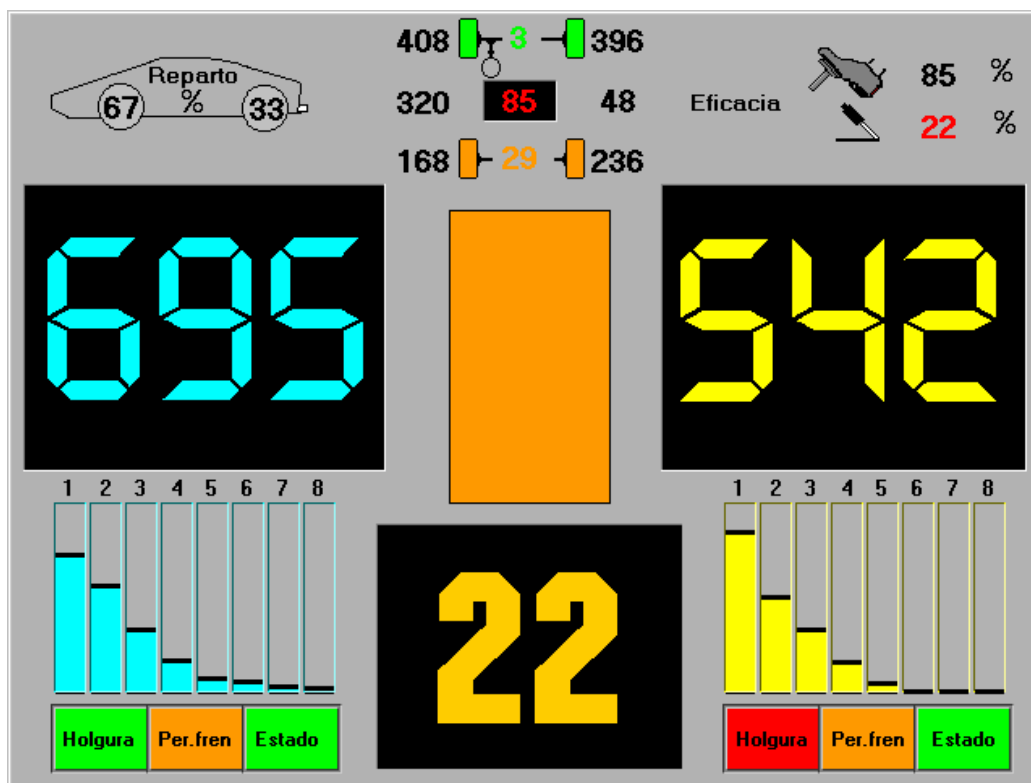 408 3 396
Reparto
%
67 33
320 85 48
Eficacia
85 %
22 %
168 29 236
695
542
1 2 3 4 5 6 7 8
1 2 3 4 5 6 7 8
22
Holgura Per.fren Estado
Holgura Per.fren Estado